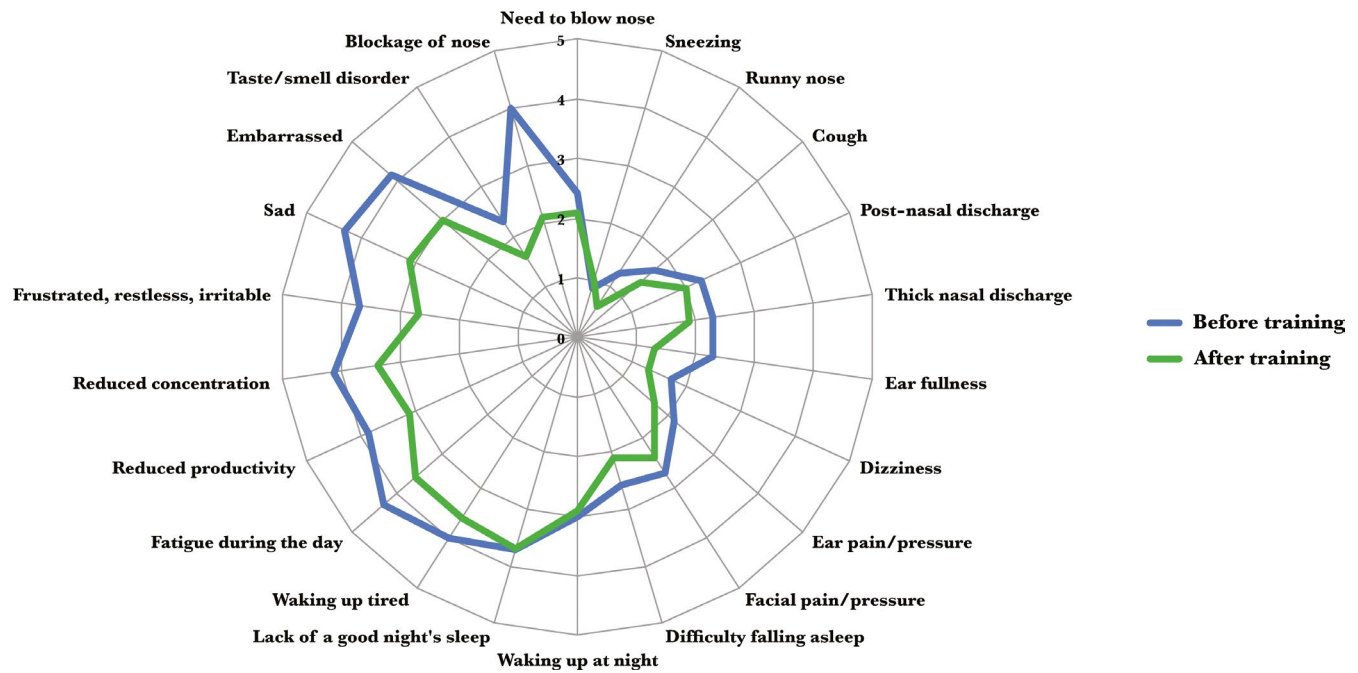 Need to blow nose
Blockage of nose
5
Sneezing
Taste/smell disorder
Runny nose
4
Embarrassed
Cough
3
Sad
Post-nasal discharge
2
Frustrated, restlesss, irritable
1
Thick nasal discharge
Before training
0
After training
Reduced concentration
Ear fullness
Reduced productivity
Dizziness
Fatigue during the day
Ear pain/pressure
Waking up tired
Facial pain/pressure
Lack of a good night's sleep
Difficulty falling asleep
Waking up at night